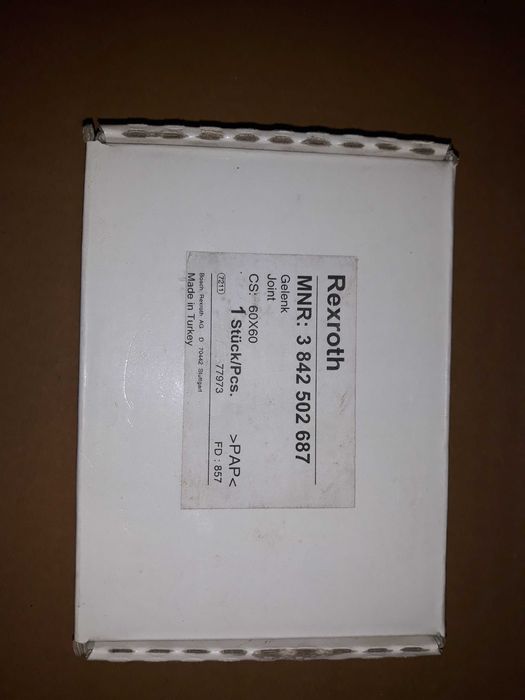 Rexroth
MNR: 3 842 502 687
Gelenk
Joint
CS: 60X60
1 Stück/Pcs. >PAP<
7211 77973 FD : 857
Bosch Rexroth AG D 70442 Stuttgart
Made in Turkey